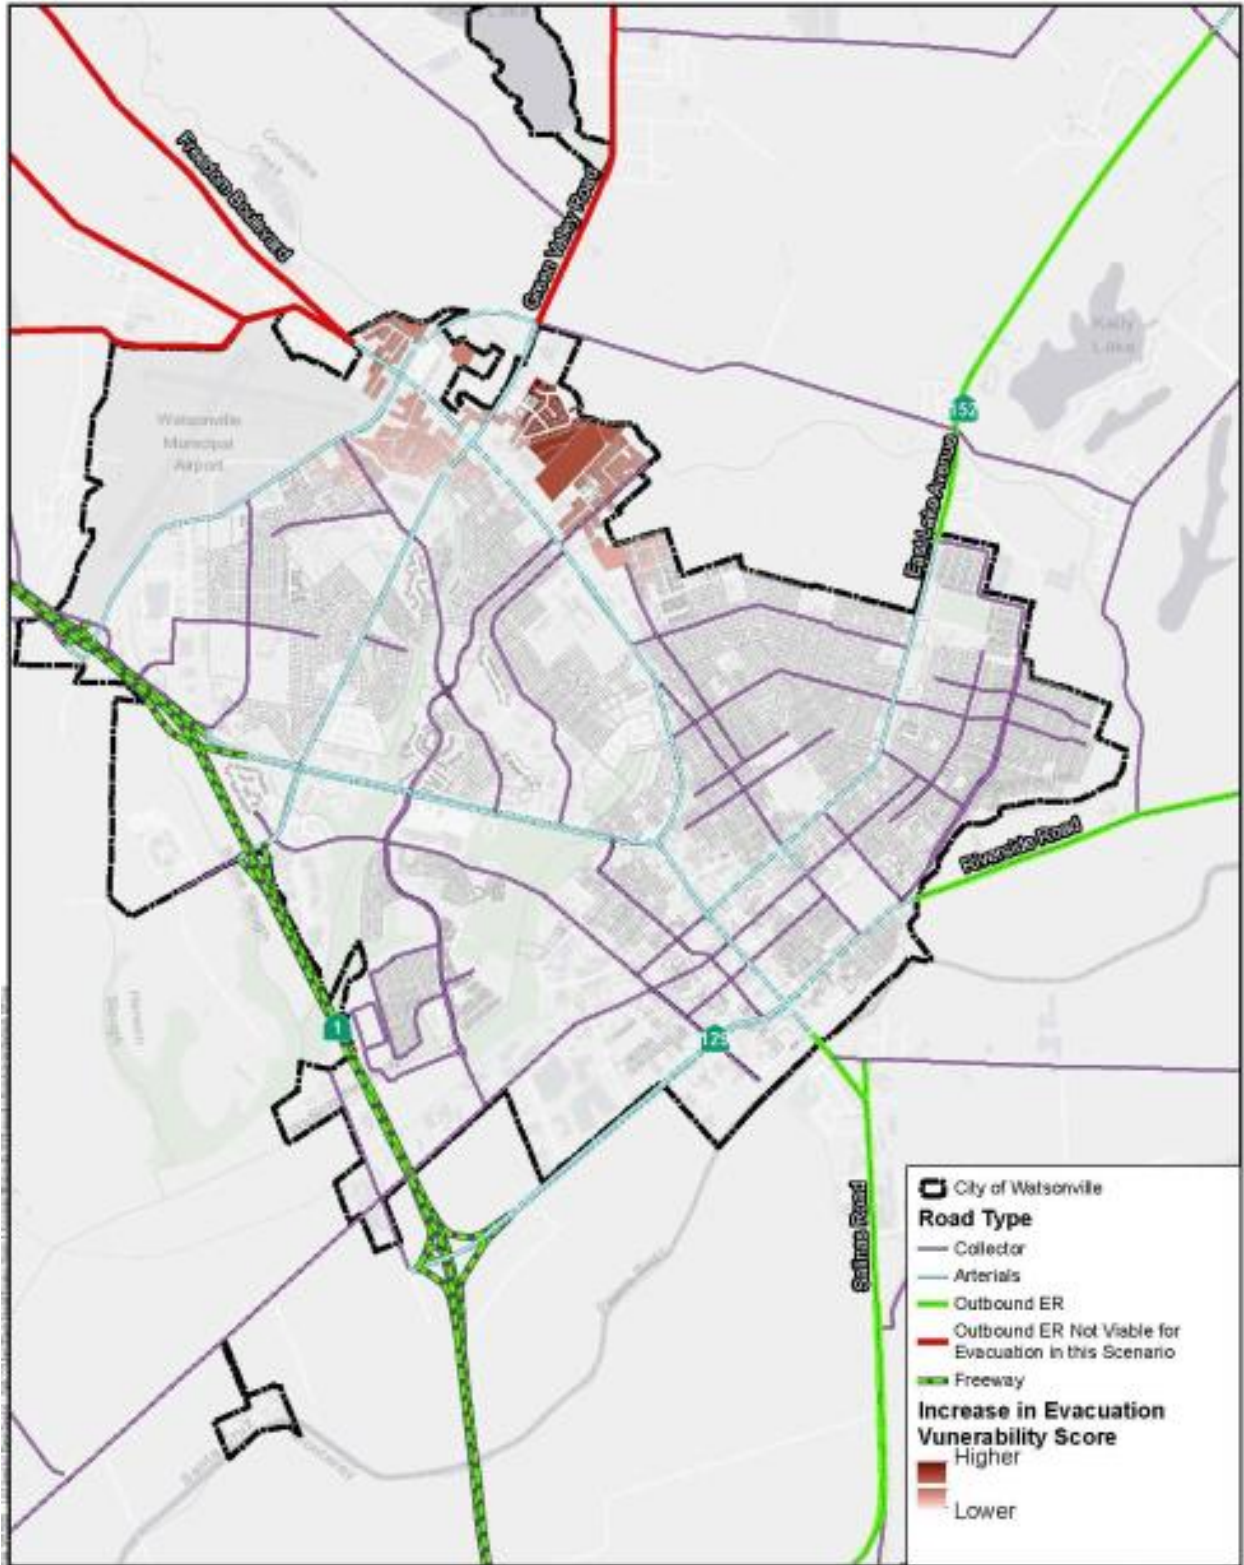 Freedom Boulevard
Green Valley Road
Watsonville
Municipal
Airport
Kelly
Lake
152
East Lake Avenue
Riverside Road
1
129
Salinas Road
City of Watsonville
Road Type
Collector
Arterials
Outbound ER
Outbound ER Not Viable for
Evacuation in this Scenario
Freeway
Increase in Evacuation
Vunerability Score
Higher
Lower